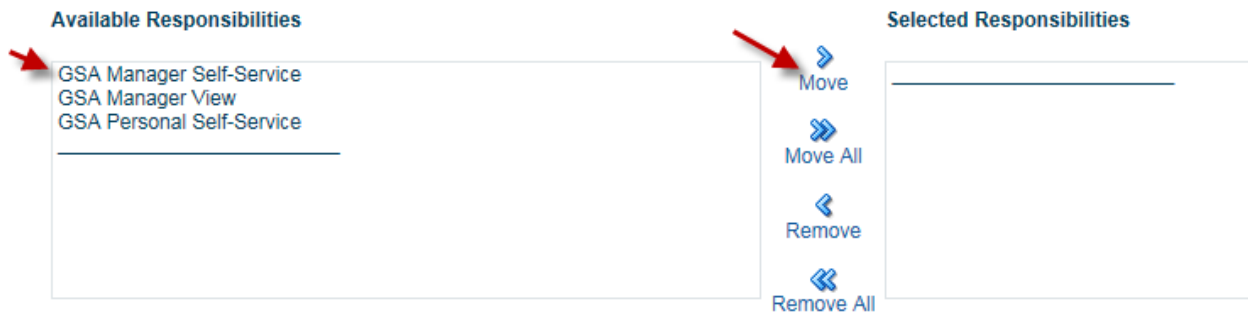 Available Responsibilities
GSA Manager Self-Service
GSA Manager View
GSA Personal Self-Service
Move
Move All
Remove
Remove All
Selected Responsibilities